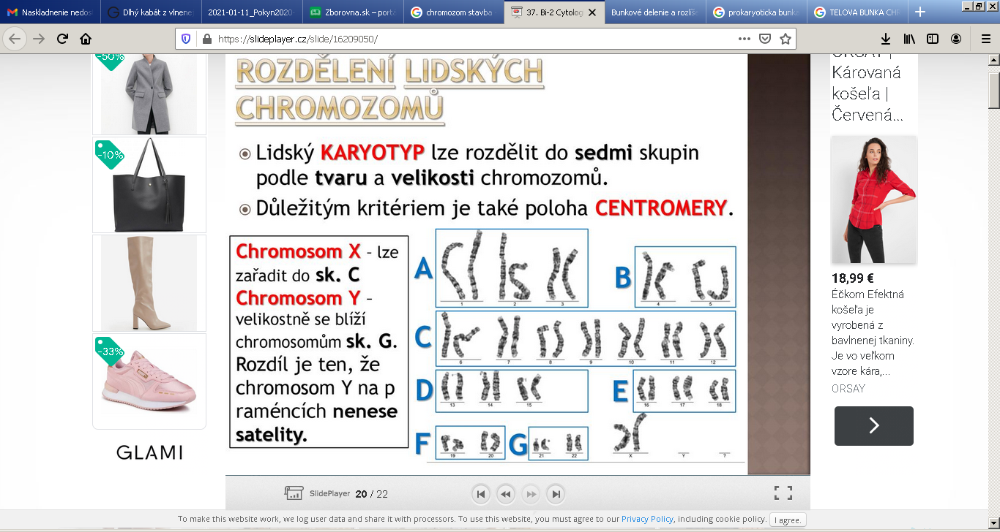 Naskladnenie nedos
Dlhý kabát z vlnene
2021-01-11_Pokyn2020-
Zborovna.sk – portá
chromozom stavba
37. Bi-2 Cytolog
Bunkové delenie a rozlíše
prokaryoticka bunka
TELOVA BUNKA CHR
https://slideplayer.cz/slide/16209050/
-50%
-10%
-33%
GLAMI
ROZDĚLENÍ LIDSKÝCH
CHROMOZOMŮ
Lidský KARYOTYP lze rozdělit do sedmi skupin
podle tvaru a velikosti chromozomů.
Důležitým kritériem je také poloha CENTROMERY.
Chromosom X - lze
zařadit do sk. C
Chromosom Y –
velikostně se blíží
chromosomům sk. G.
Rozdíl je ten, že
chromosom Y na p
raméncích nenese
satelity.
A
1 2 3
B
4 5
C
6 7 8 9 10 11 12
D
13 14 15
E
16 17 18
F
19 20
G
21 22
X Y ?
SlidePlayer 20 / 22
ORSAY |
Károvaná
košeľa |
Červená...
18,99 €
Éčkom Efektná
košeľa je
vyrobená z
bavlnenej tkaniny.
Je vo veľkom
vzore kára,...
ORSAY
To make this website work, we log user data and share it with processors. To use this website, you must agree to our Privacy Policy, including cookie policy. I agree.